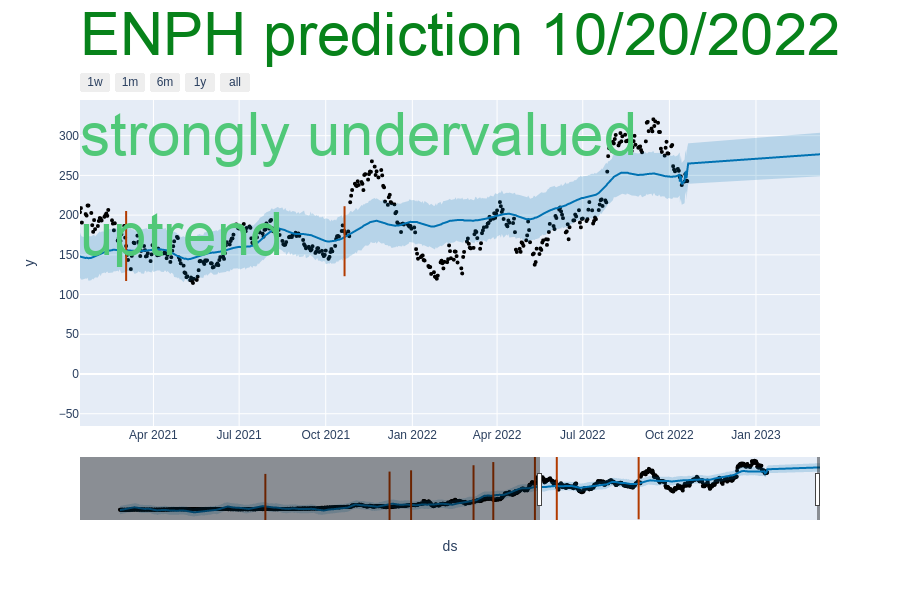 ENPH prediction 10/20/2022
1w 1m 6m 1y all
strongly undervalued
uptrend
300
250
200
150
100
50
0
−50
y
Apr 2021 Jul 2021 Oct 2021 Jan 2022 Apr 2022 Jul 2022 Oct 2022 Jan 2023
ds